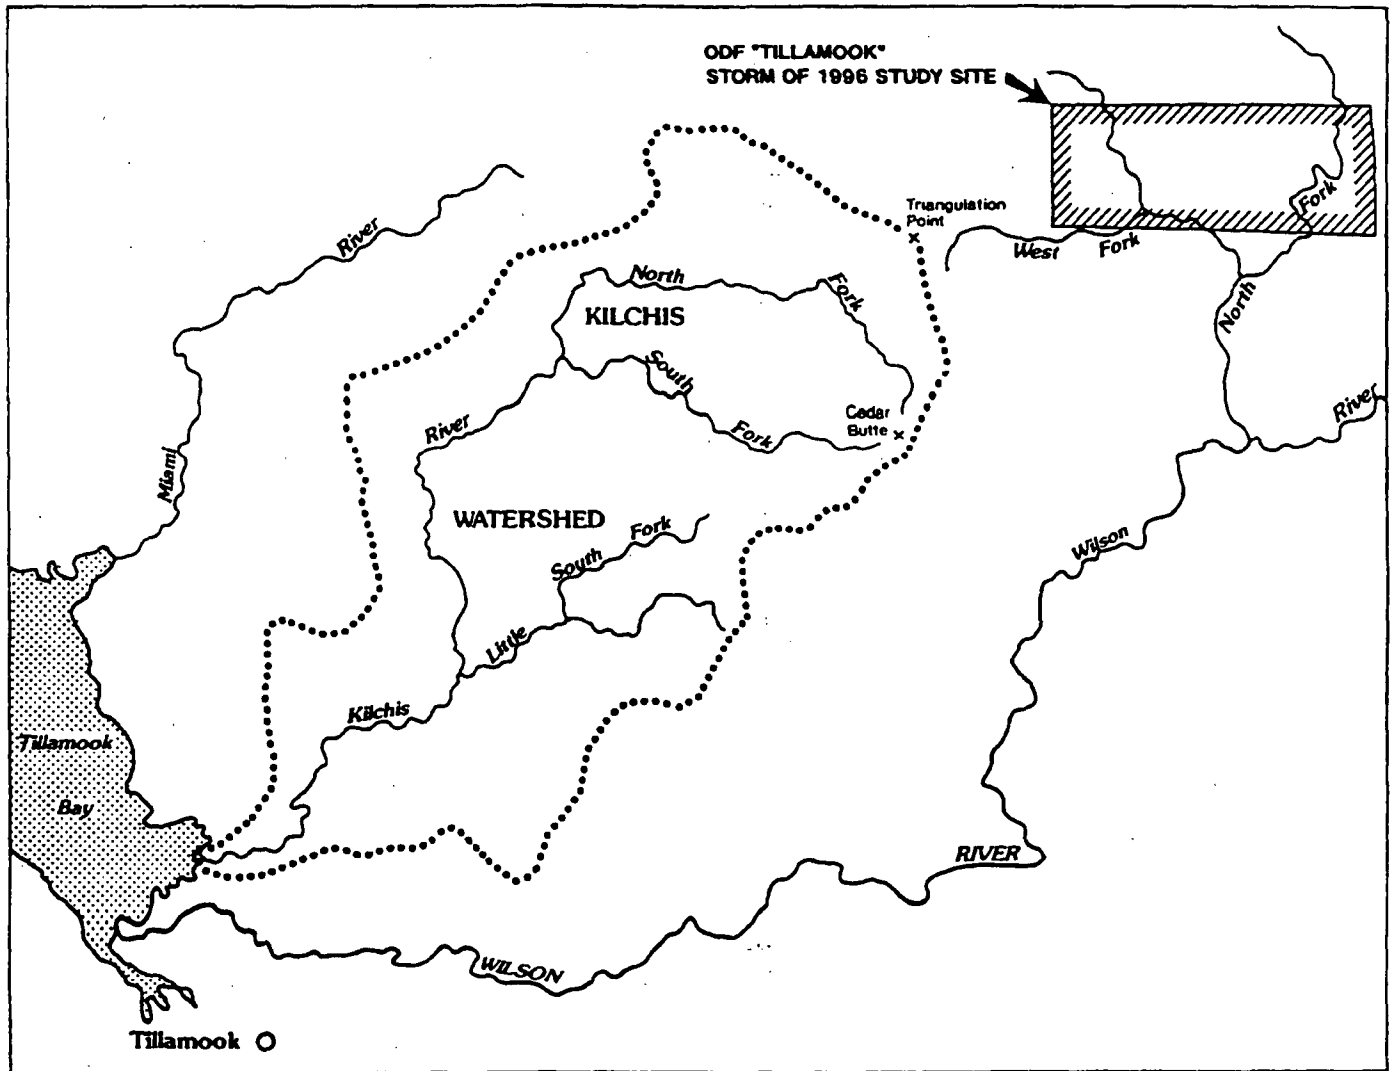 ODF "TILLAMOOK"
STORM OF 1996 STUDY SITE
Triangulation
Point
Fork
West
Fork
North
River
North
Fork
KILCHIS
South
Fork
Cedar
Butte
River
River
Miami
WATERSHED
South
Fork
Wilson
Little
Kilchis
Tillamook
Bay
RIVER
WILSON
Tillamook